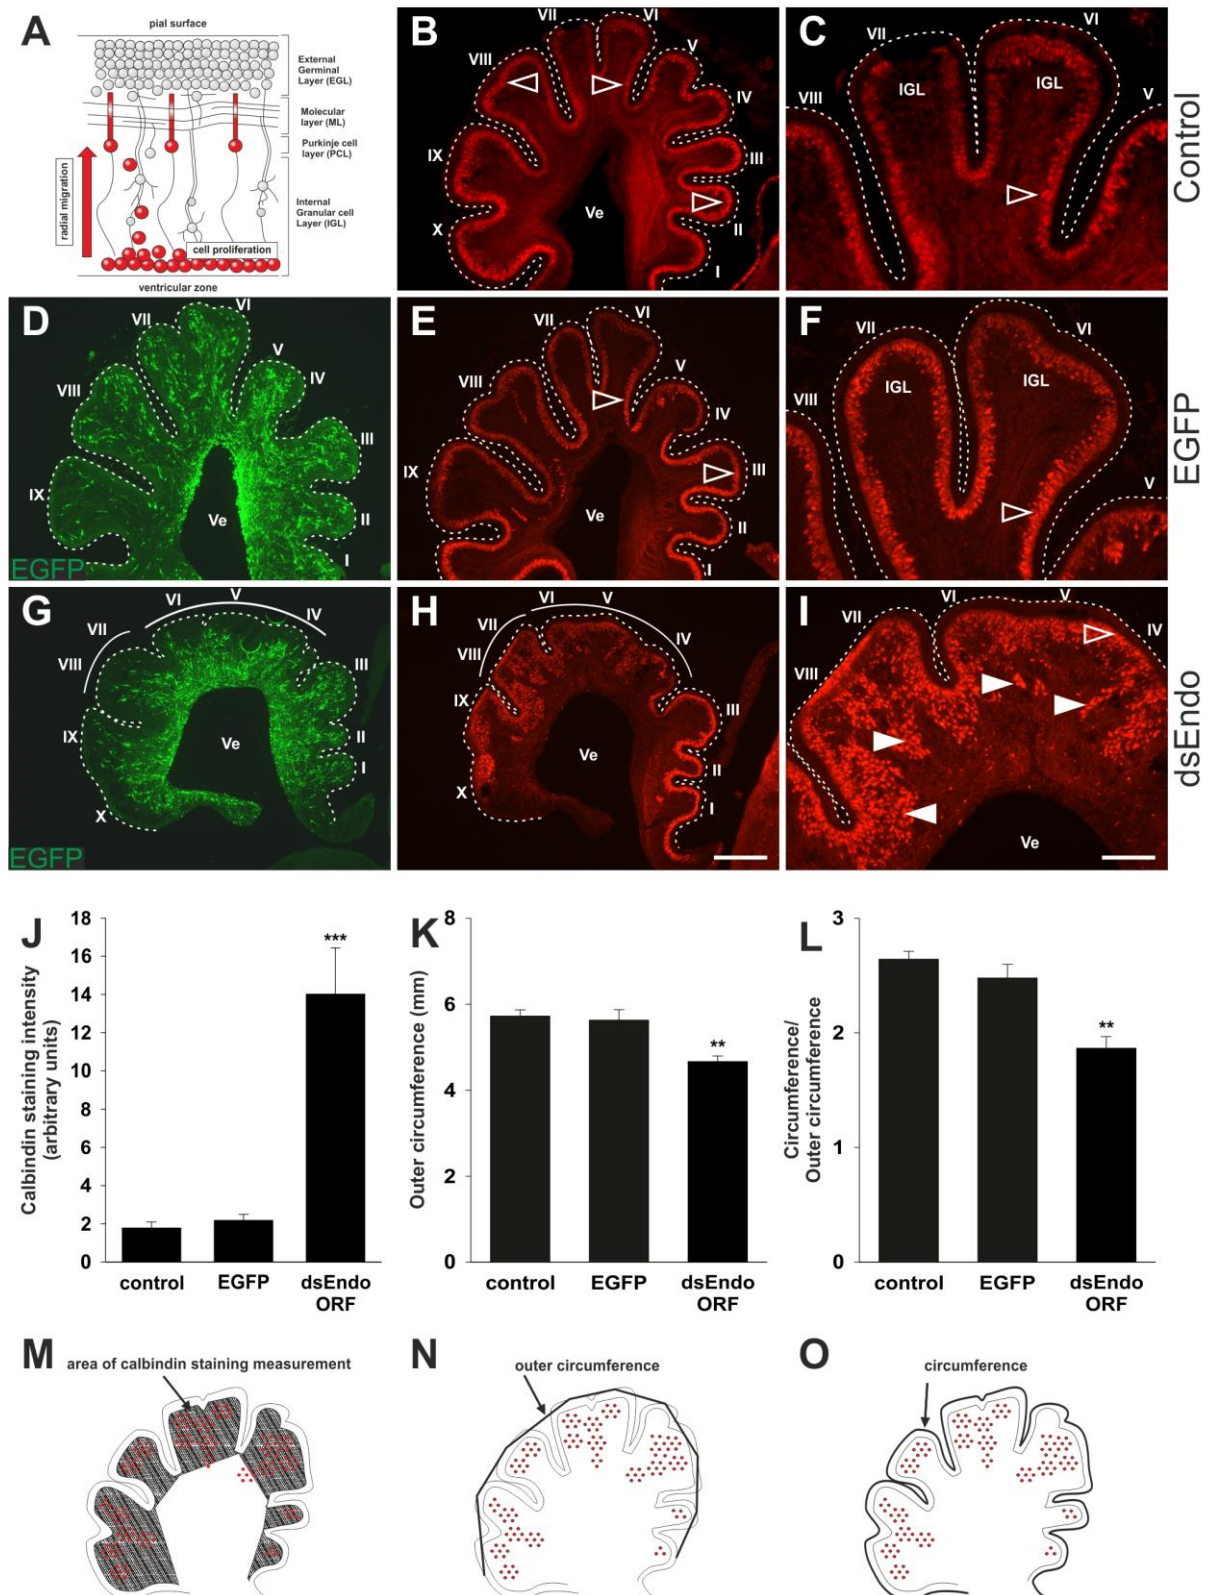 A
pial surface
External
Germinal
Layer (EGL)
Molecular
layer (ML)
Purkinje cell
layer (PCL)
Internal
Granular cell
Layer (IGL)
radial migration
cell proliferation
ventricular zone
B
VII
VI
VIII
V
IV
IX
III
Ve
II
X
I
C
VII
VI
IGL
IGL
VIII
V
Control
D
VI
VII
V
IV
VIII
III
IX
Ve
II
I
EGFP
E
VII
VI
V
VIII
IV
III
IX
Ve
II
I
F
VII
VI
IGL
IGL
VIII
V
EGFP
G
VI
V
IV
VII
VIII
III
IX
Ve
II
I
X
EGFP
H
VI
V
VII
IV
VIII
IX
III
Ve
II
X
I
I
VII
VI
V
IV
VIII
Ve
dsEndo
J
Calbindin staining intensity
(arbitrary units)
18
16
14
12
10
8
6
4
2
0
***
control
EGFP
dsEndo
ORF
K
Outer circumference (mm)
8
6
4
2
0
**
control
EGFP
dsEndo
ORF
L
Circumference/
Outer circumference
3
2
1
0
**
control
EGFP
dsEndo
ORF
M
area of calbindin staining measurement
N
outer circumference
O
circumference